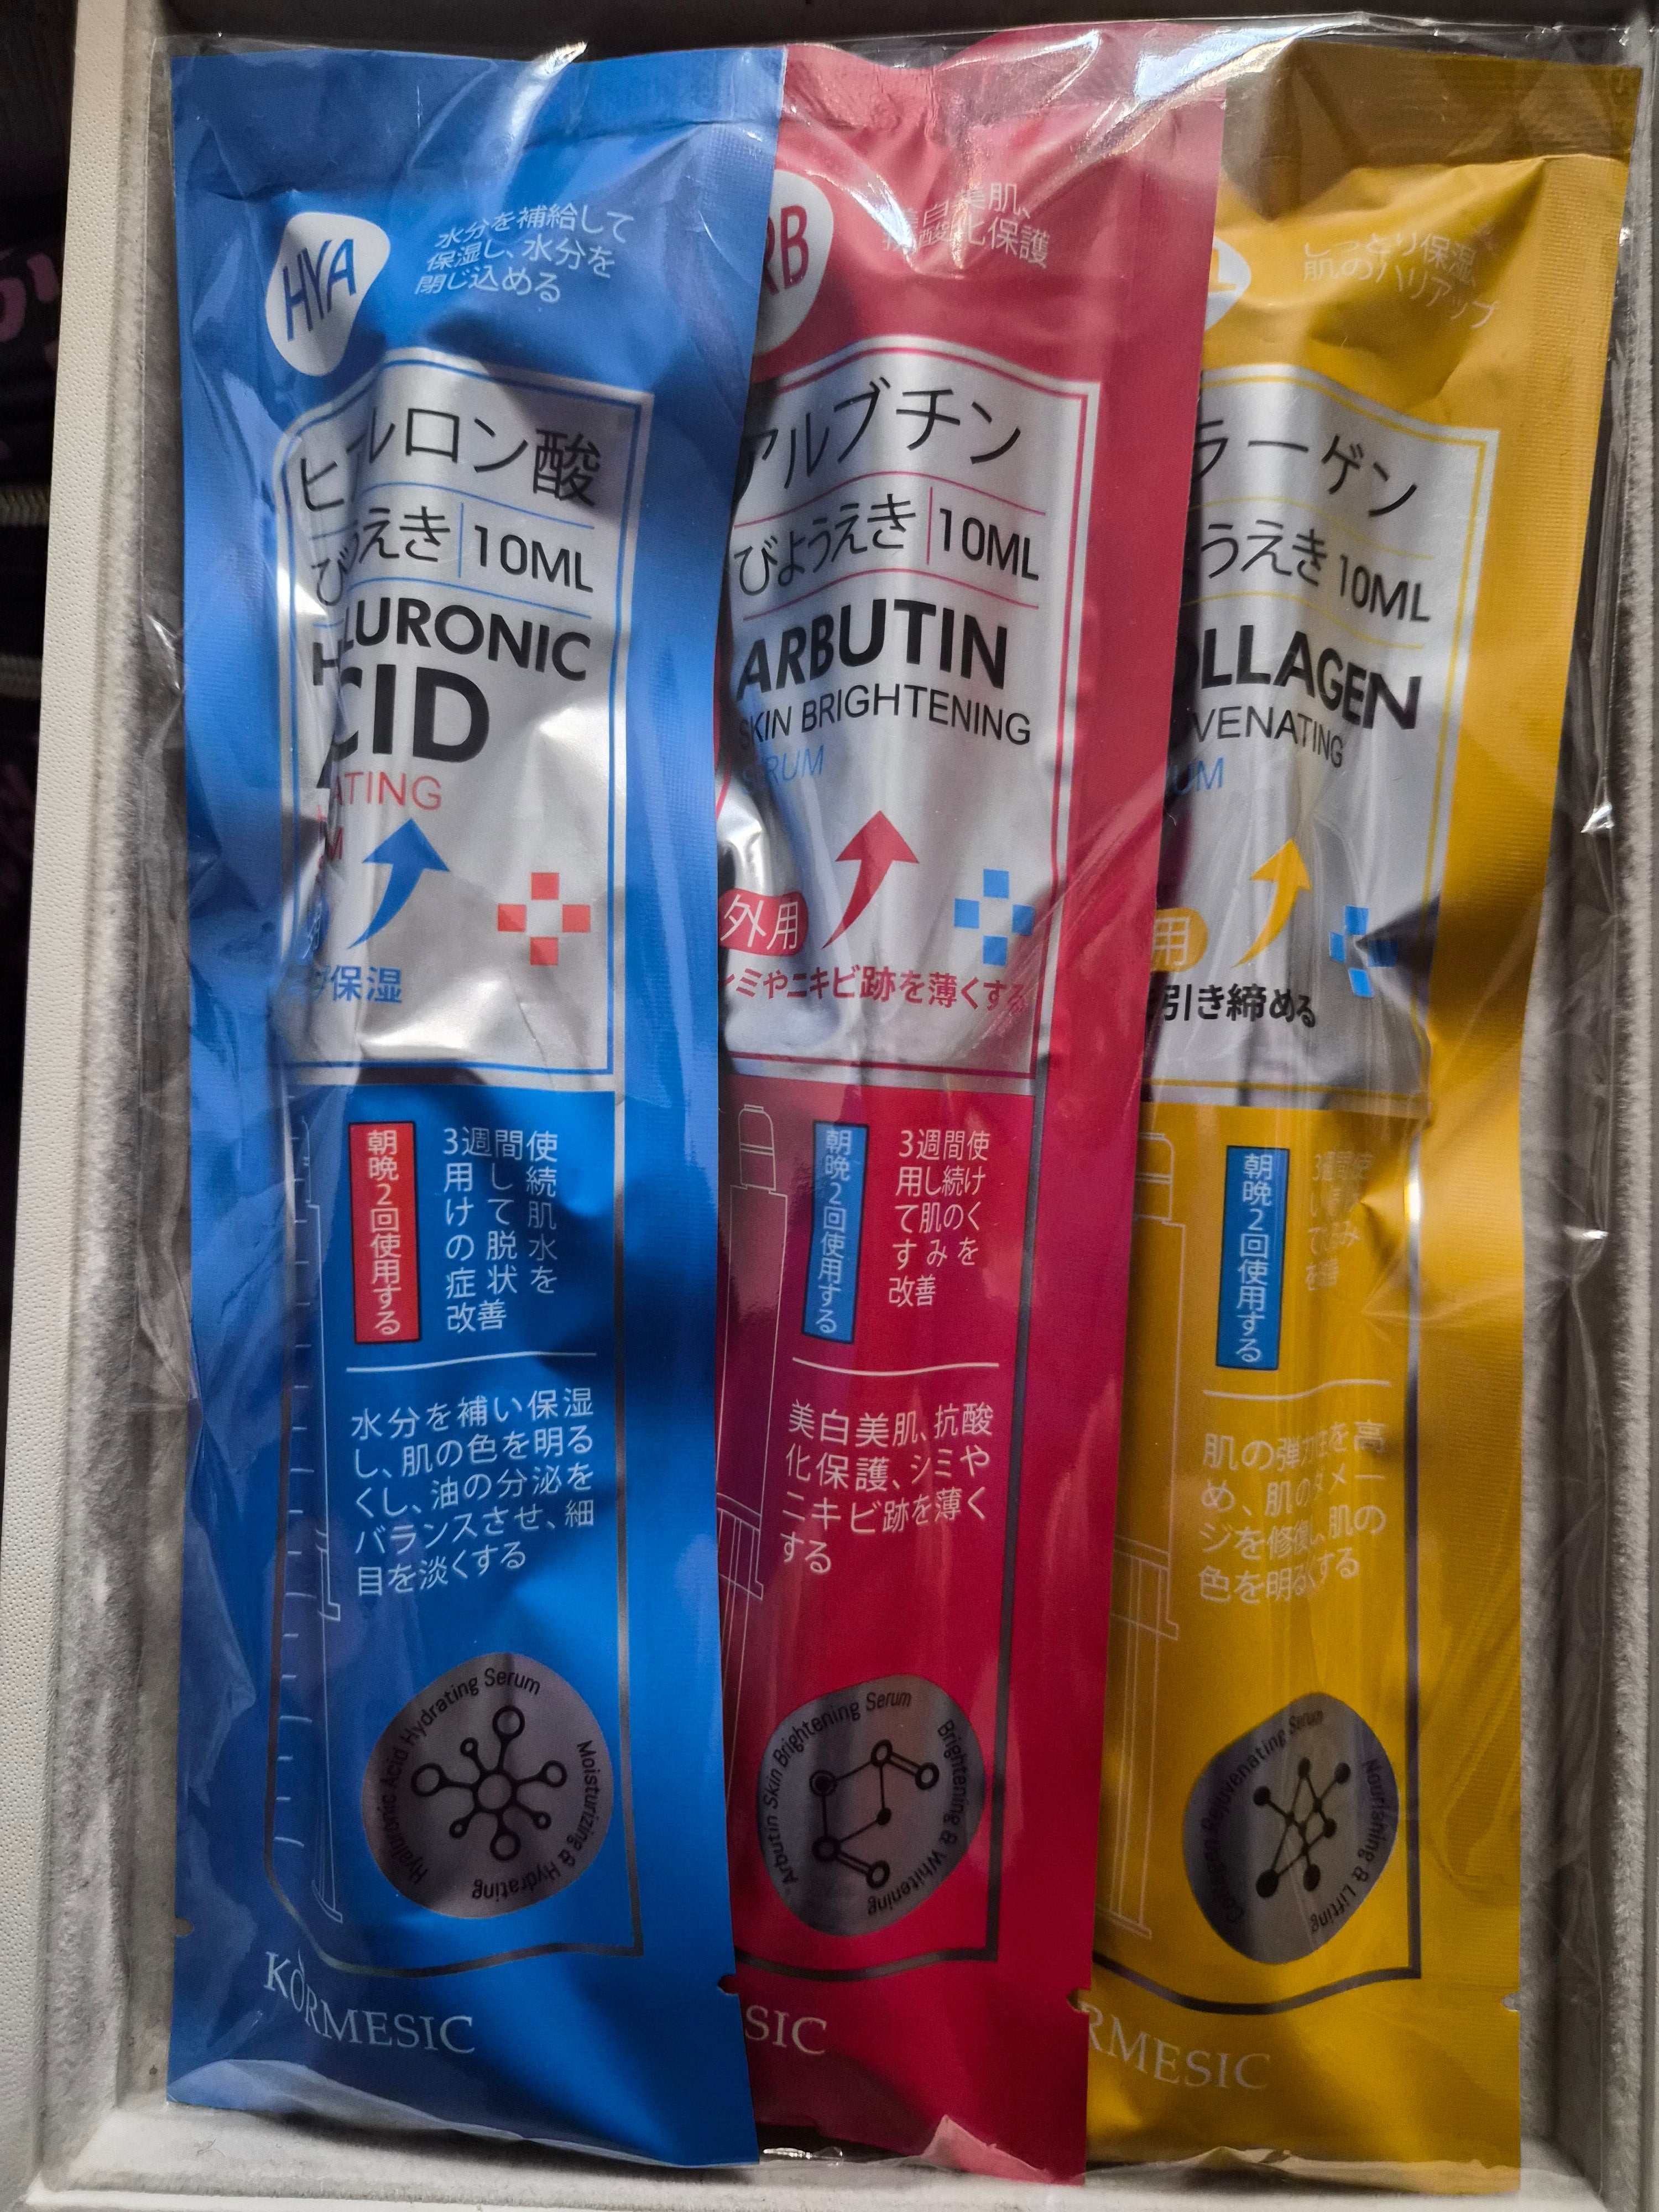 HYA
水分を補給して
保湿し、水分を
閉じ込める
ヒアルロン酸
びようえき 10ML
LURONIC
CID
ATING
保湿
朝晩2回使用する
3週間使
用して続
けて肌
の脱水
症状を
改善
水分を補い保湿
し、肌の色を明る
くし、油の分泌を
バランスさせ、細
目を淡くする
Hyaluronic Acid Hydrating Serum
Moisturizing & Hydrating
KORMESIC
RB
美白美肌、
抗酸化保護
アルブチン
びようえき 10ML
ARBUTIN
SKIN BRIGHTENING
SERUM
外用
シミやニキビ跡を薄くする
朝晩2回使用する
3週間使
用し続け
て肌のく
すみを
改善
美白美肌、抗酸
化保護、シミや
ニキビ跡を薄く
する
Arbutin Skin Brightening Serum
Brightening & Whitening
SIC
しっとり保湿、
肌のハリアップ
ラーゲン
ようえき 10ML
OLLAGEN
VENATING
UM
用
引き締める
朝晩2回使用する
3週間使
肌の弾力性を高
め、肌のダメー
ジを修復し、肌の
色を明るくする
Collagen Rejuvenating Serum
Nourishing & Lifting
RMESIC